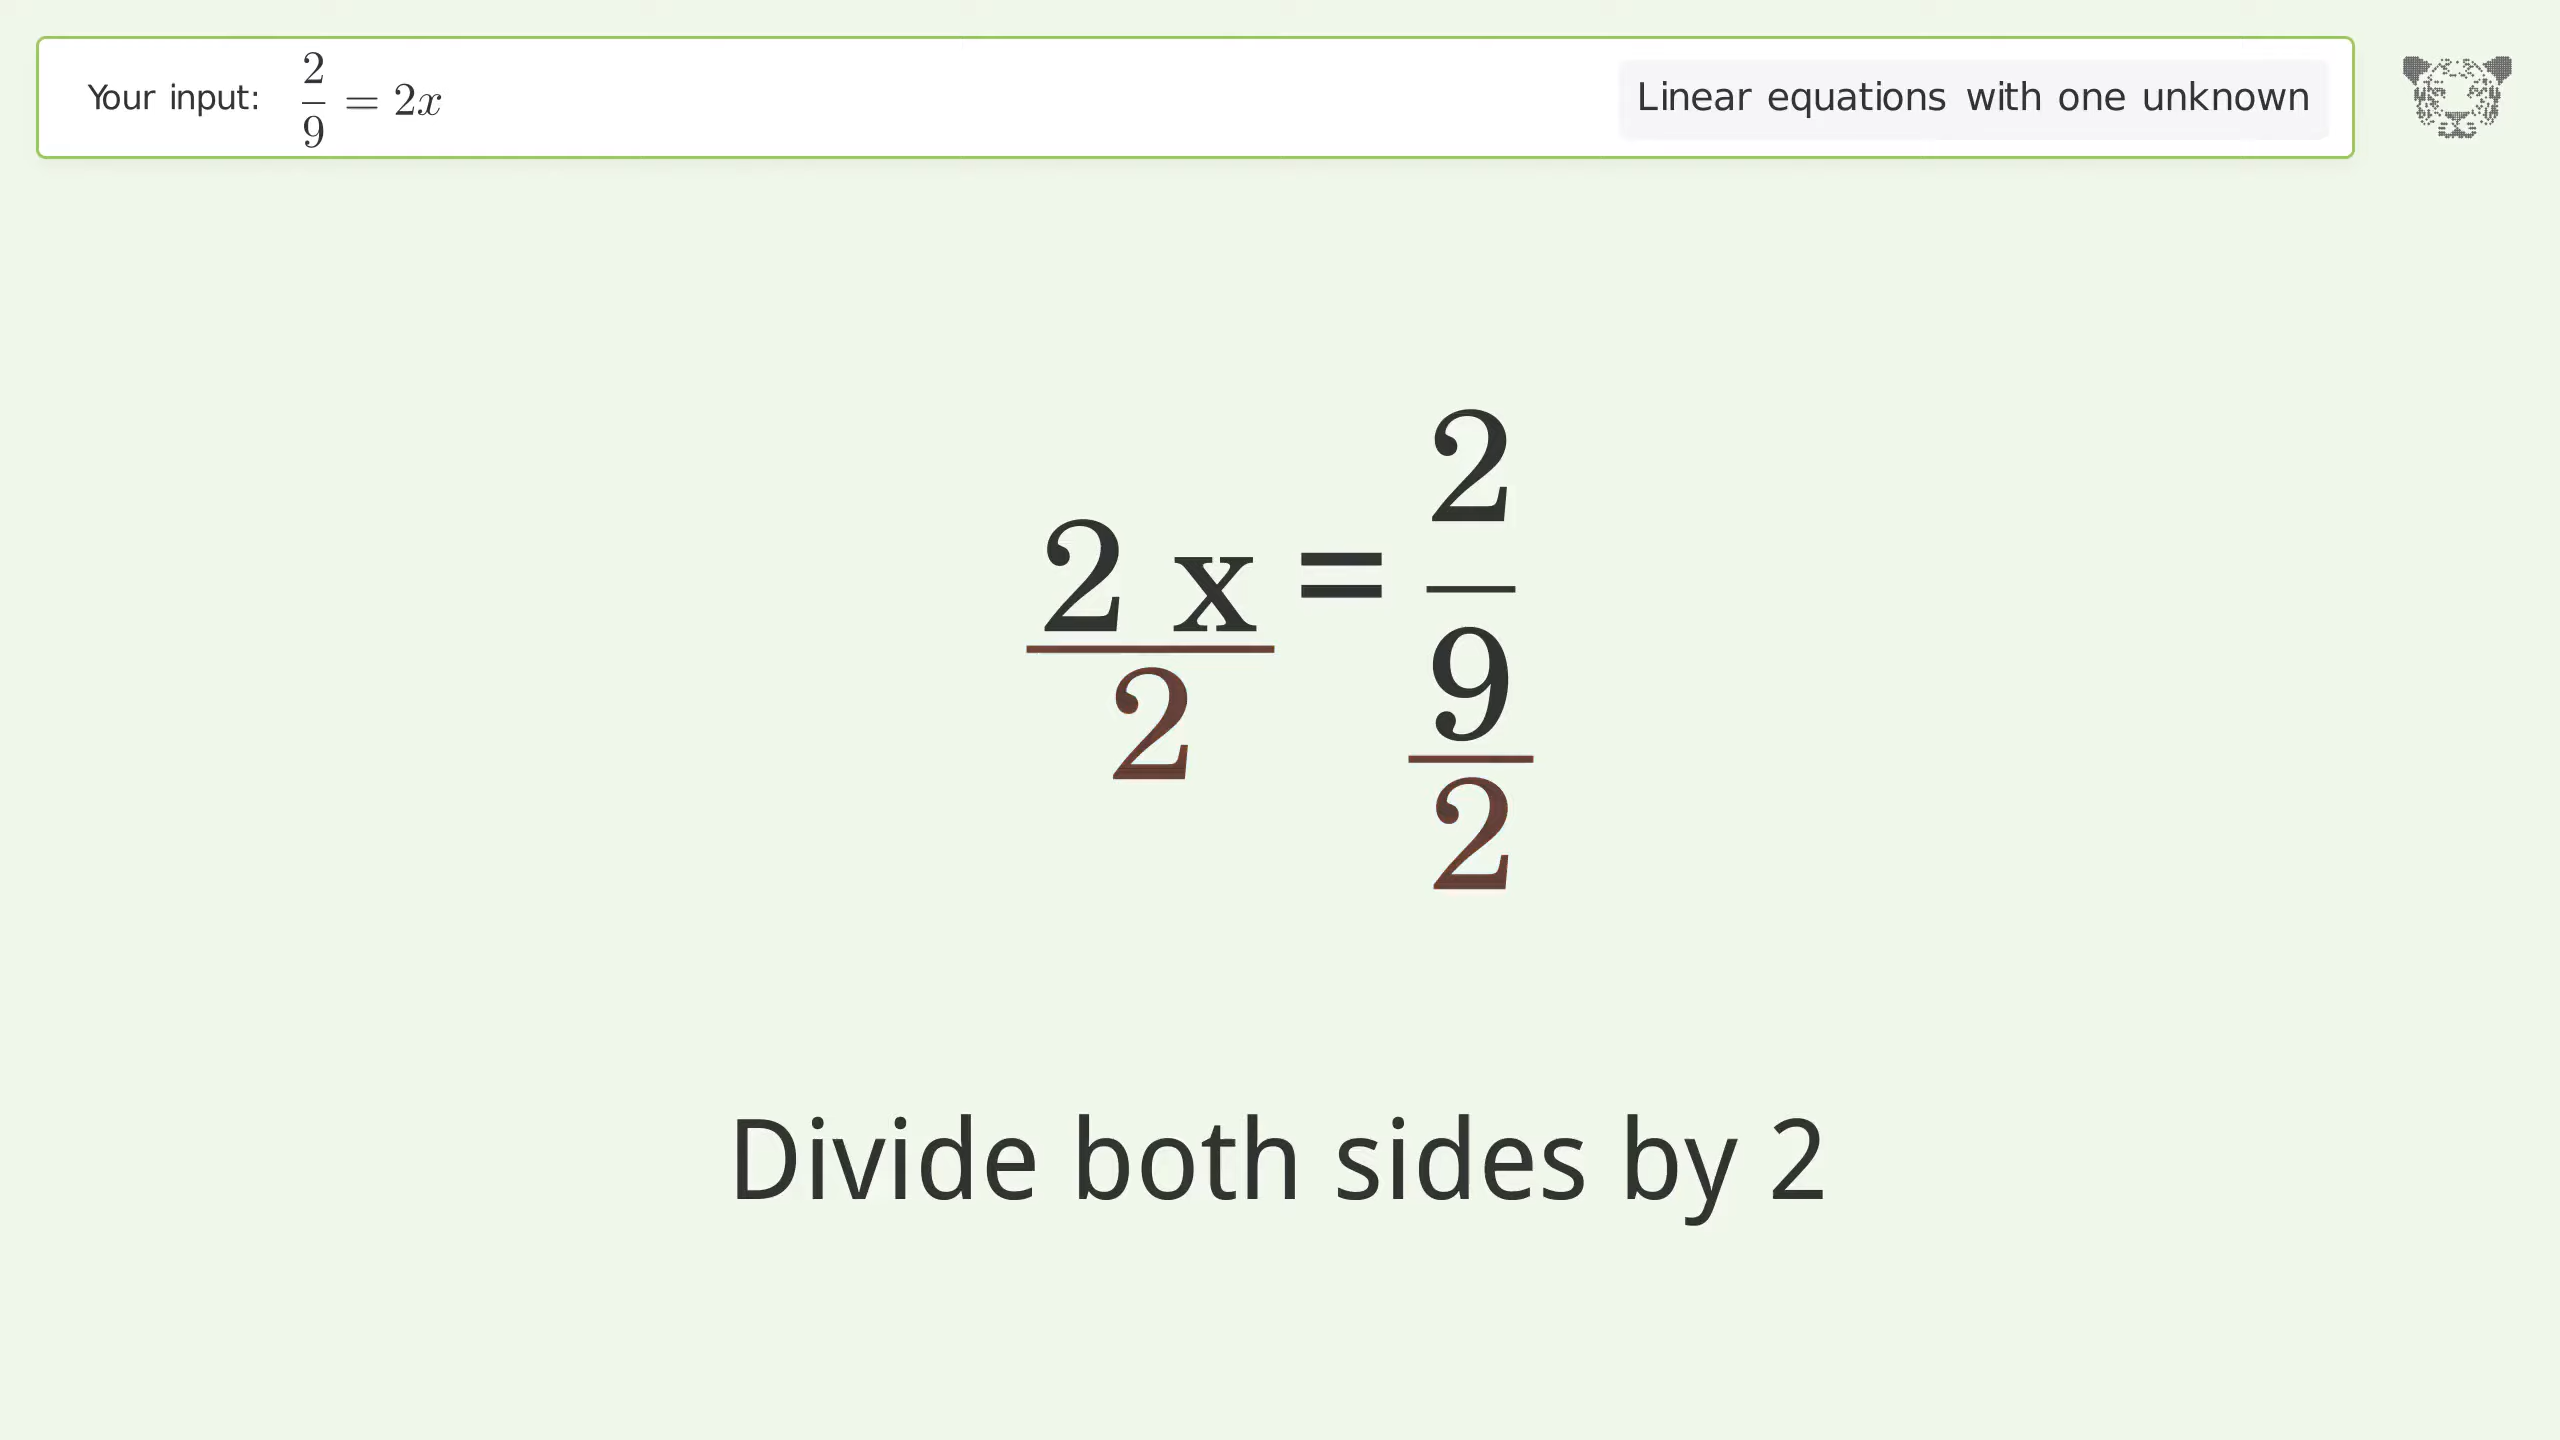 Your input: 2/9 = 2x
Linear equations with one unknown
2 x / 2 = 2/9 / 2
Divide both sides by 2